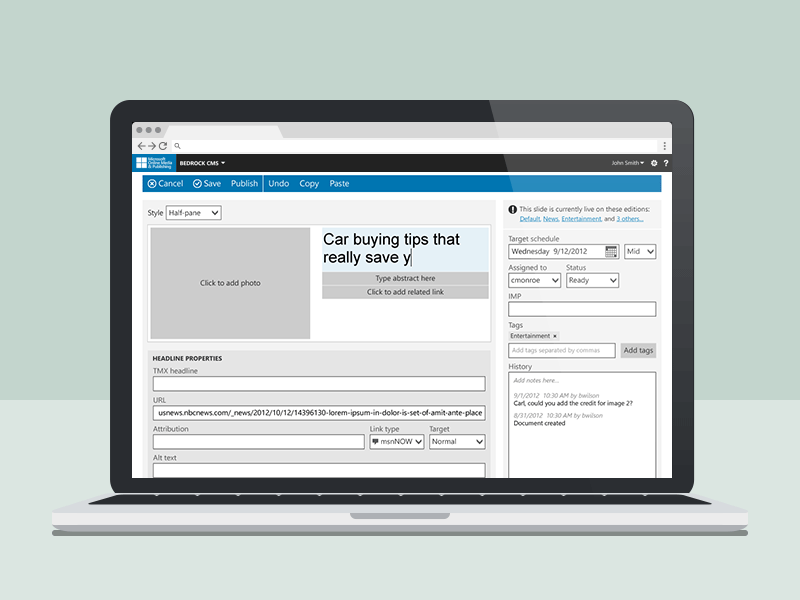 Microsoft
Online Media
& Publishing
BEDROCK CMS
John Smith
?
Cancel
Save
Publish
Undo
Copy
Paste
Style
Half-pane
Click to add photo
Car buying tips that
really save y
Type abstract here
Click to add related link
HEADLINE PROPERTIES
TMX headline
URL
usnews.nbcnews.com/_news/2012/10/12/14396130-lorem-ipsum-in-dolor-is-set-of-amit-ante-place
Attribution
Link type
Target
msnNOW
Normal
Alt text
This slide is currently live on these editions:
Default, News, Entertainment, and 3 others...
Target schedule
Wednesday 9/12/2012
Mid
Assigned to
Status
cmonroe
Ready
IMP
Tags
Entertainment ×
Add tags separated by commas
Add tags
History
Add notes here...
9/1/2012 10:30 AM by bwilson
Carl, could you add the credit for image 2?
8/31/2012 10:30 AM by bwilson
Document created